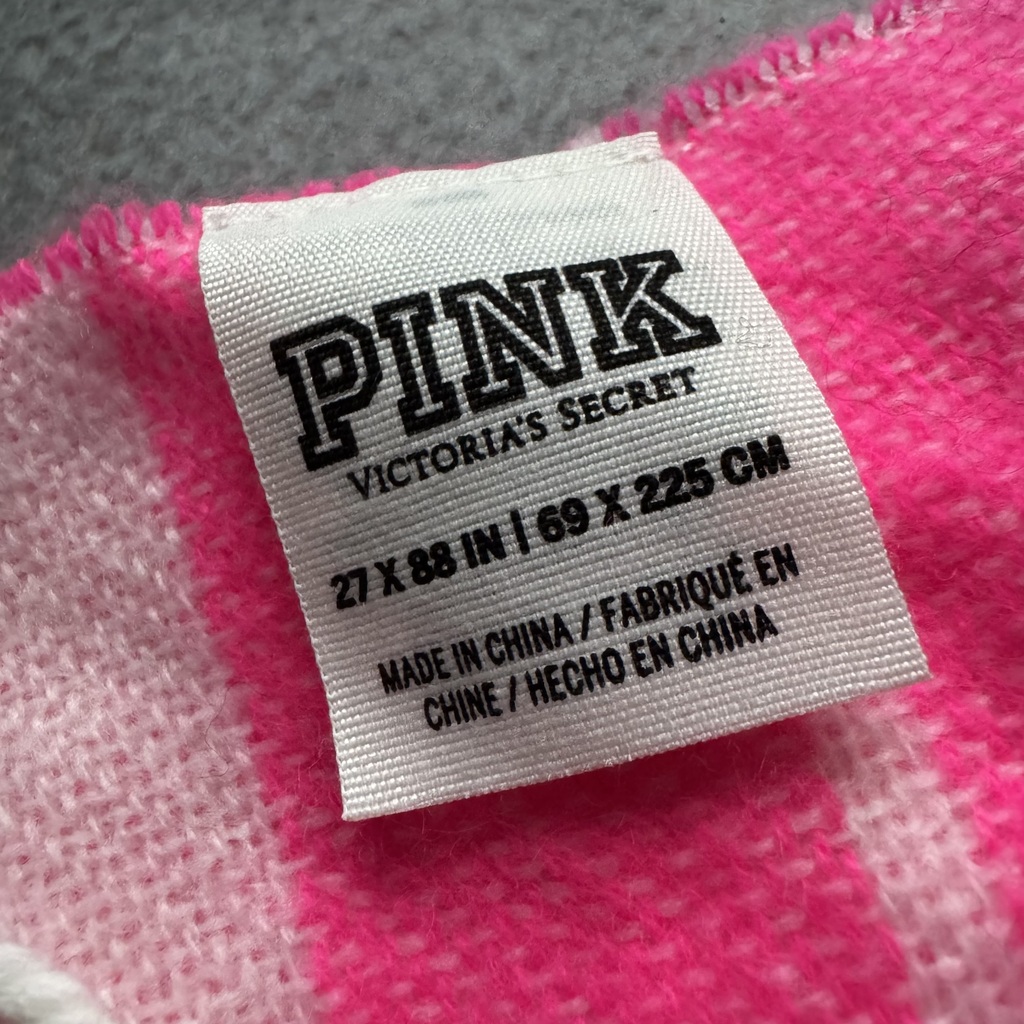 PINK
VICTORIA'S SECRET
27 X 88 IN | 69 X 225 CM
MADE IN CHINA / FABRIQUÉ EN
CHINE / HECHO EN CHINA